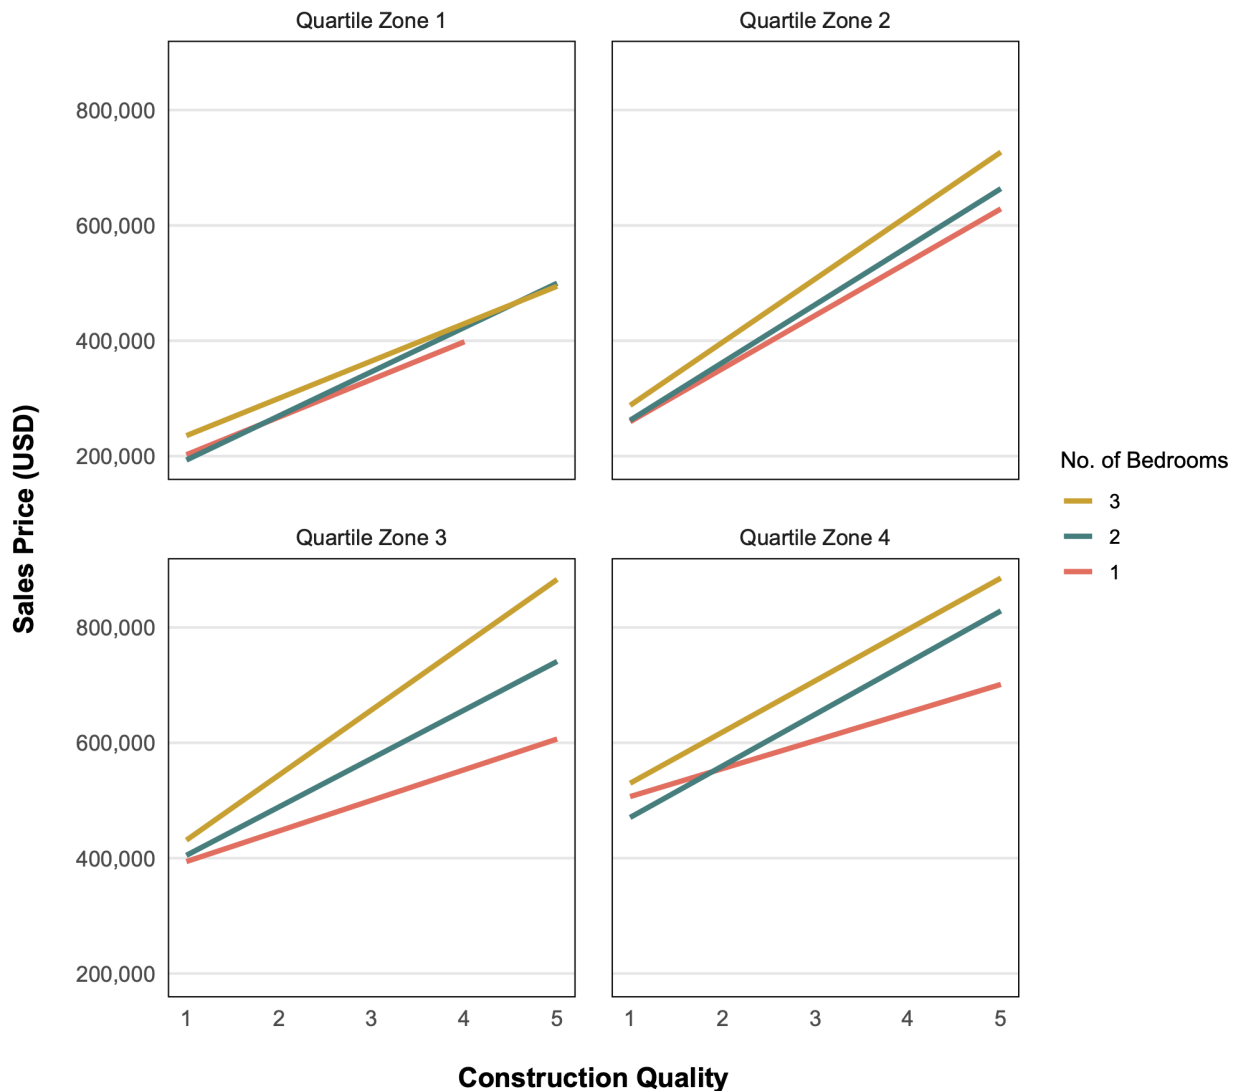 Quartile Zone 1
Quartile Zone 2
800,000
600,000
400,000
200,000
Quartile Zone 3
Quartile Zone 4
800,000
600,000
400,000
200,000
1 2 3 4 5
1 2 3 4 5
Sales Price (USD)
Construction Quality
No. of Bedrooms
3
2
1